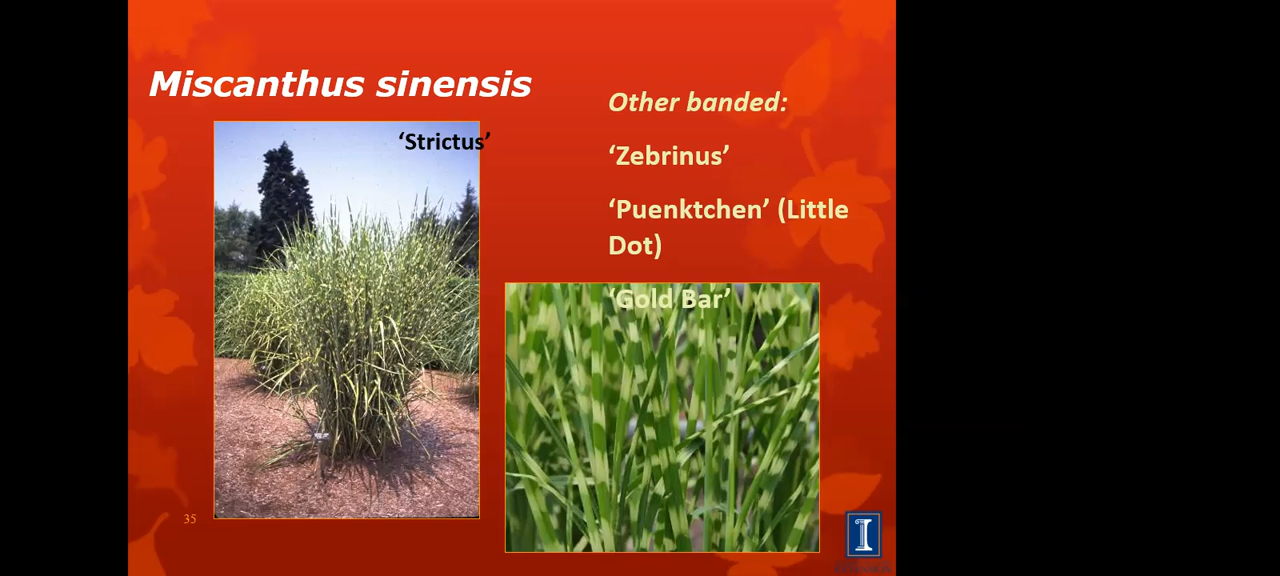 Miscanthus sinensis
‘Strictus’
Other banded:
‘Zebrinus’
‘Puenktchen’ (Little
Dot)
‘Gold Bar’
35
I